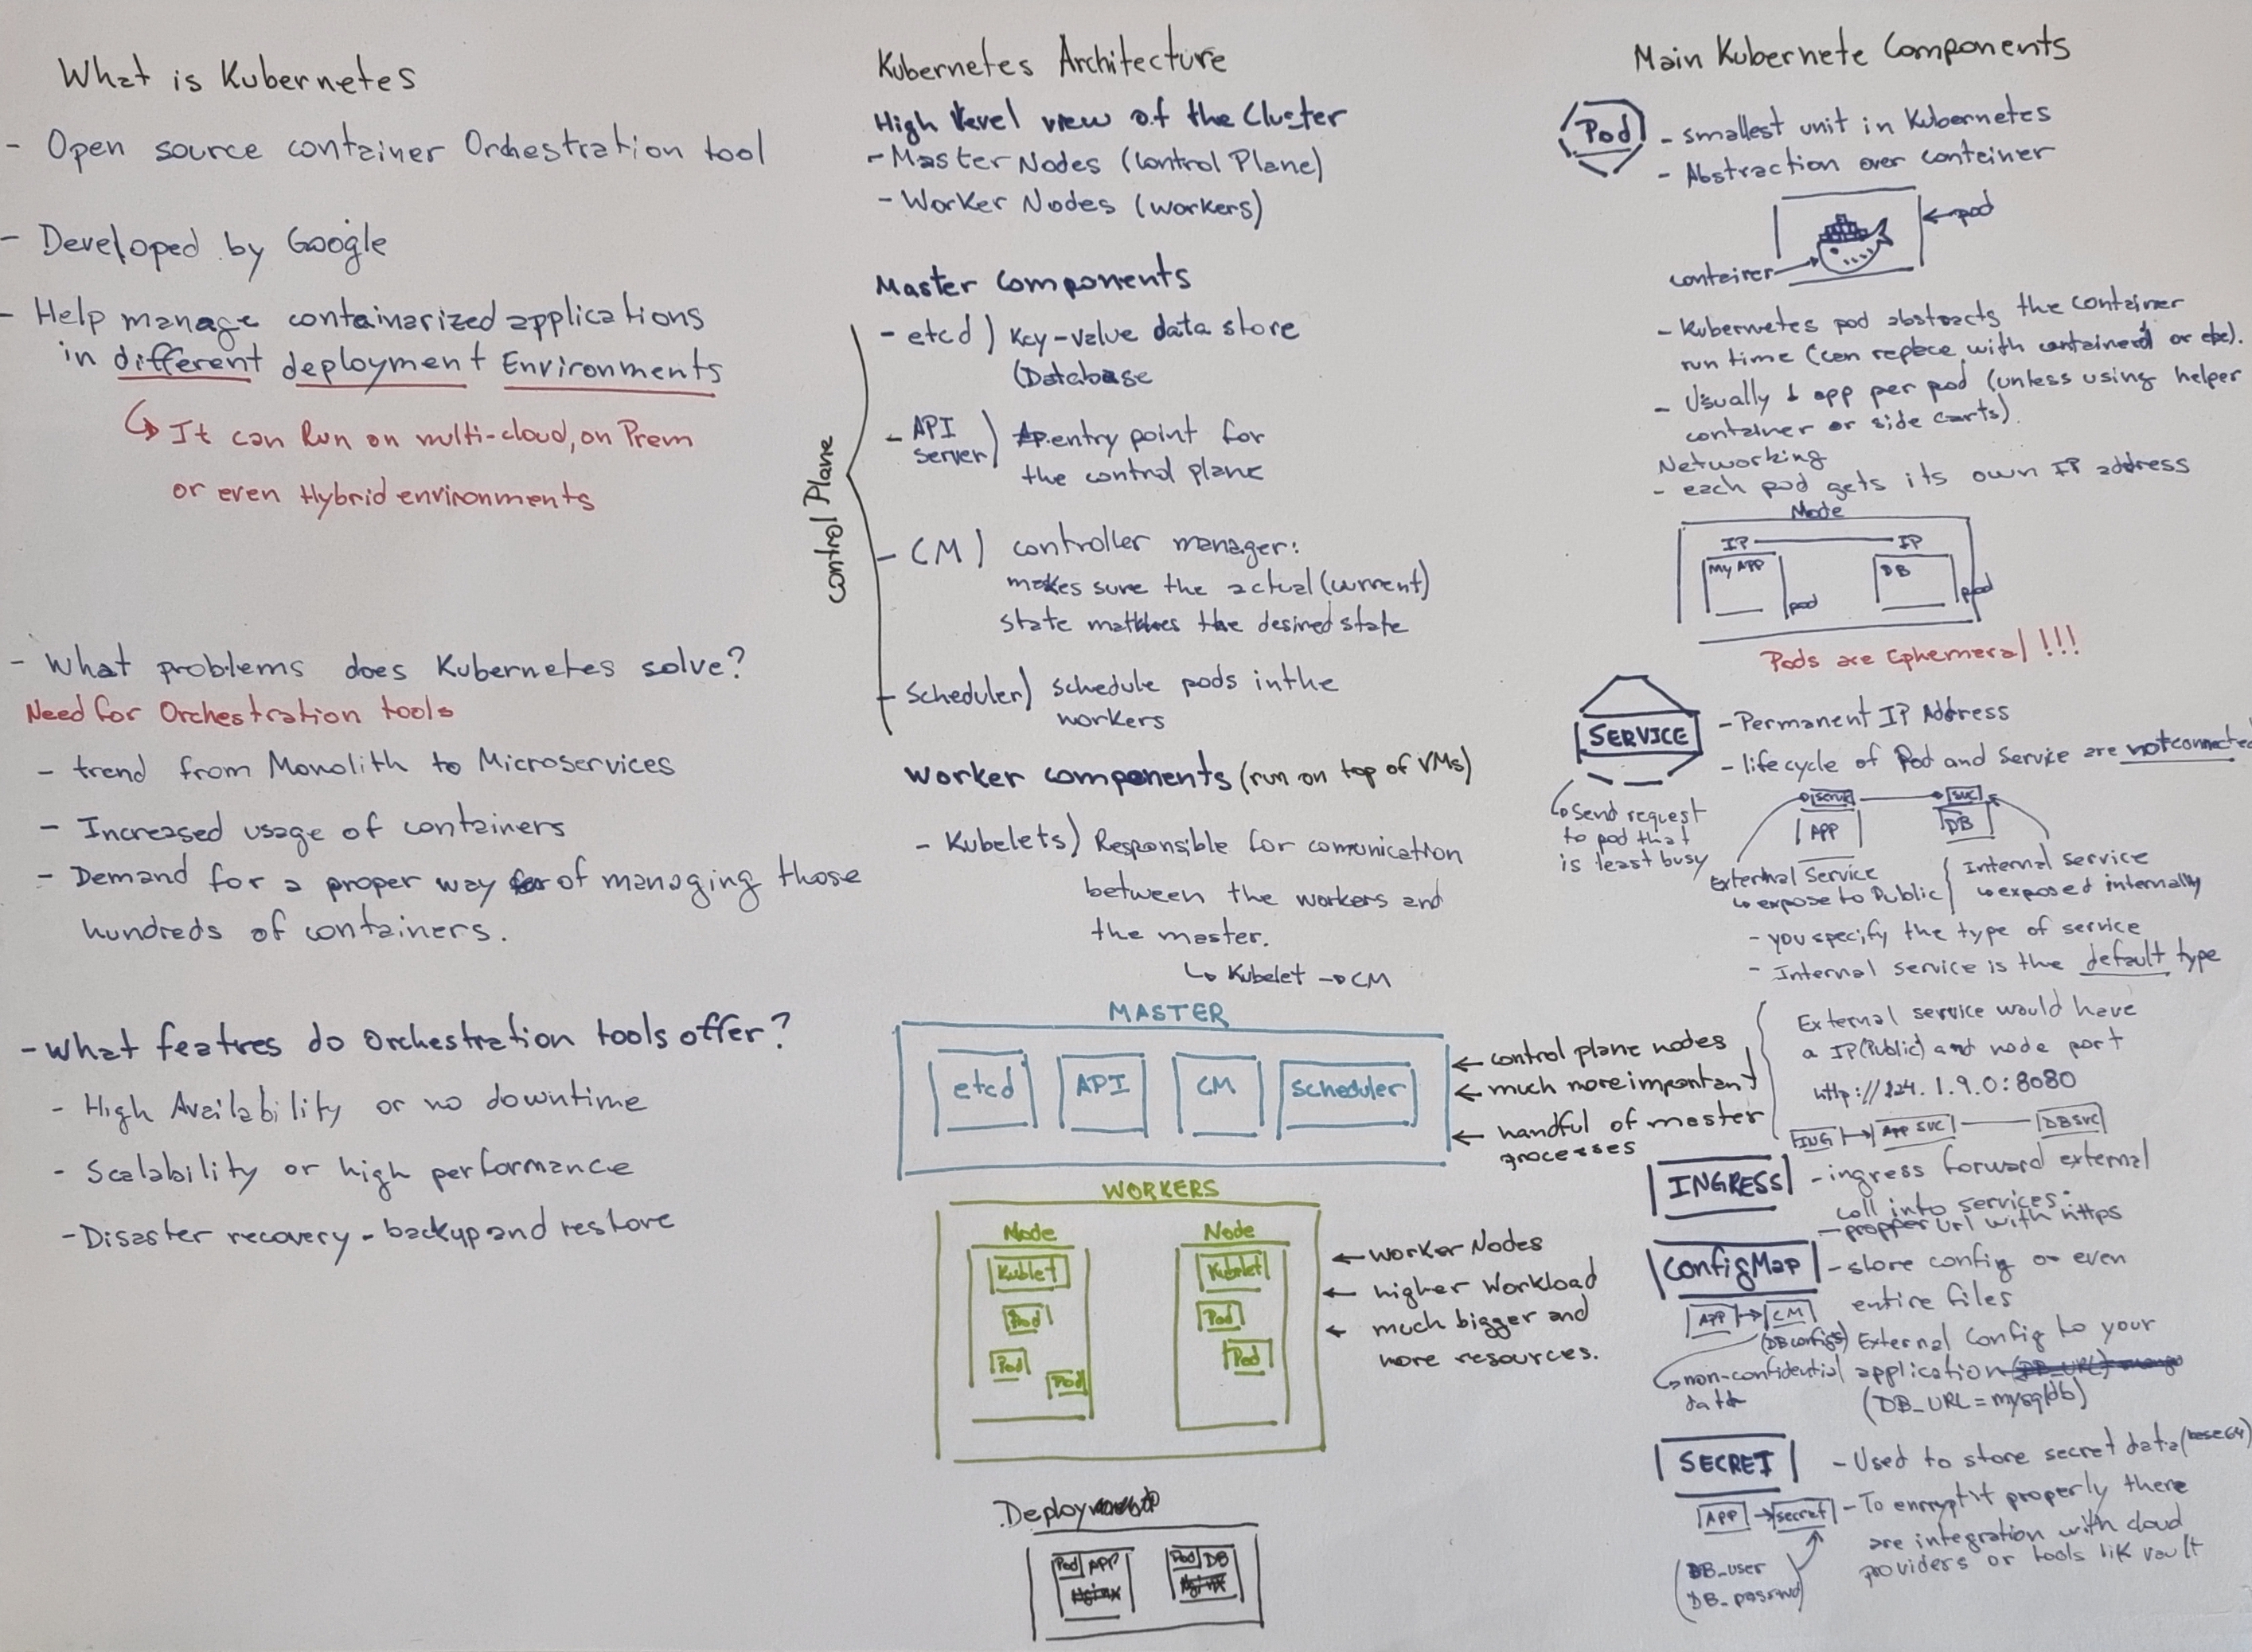 What is Kubernetes
- Open source container Orchestration tool
- Developed by Google
- Help manage containarized applications
in different deployment Environments
↳ It can Run on multi-cloud, on Prem
or even Hybrid environments
- What problems does Kubernetes solve?
Need for Orchestration tools
- trend from Monolith to Microservices
- Increased usage of containers
- Demand for a proper way of managing those
hundreds of containers.
- What featres do Orchestration tools offer?
- High Availability or no downtime
- Scalability or high performance
- Disaster recovery - backup and restore
Kubernetes Architecture
High level view of the Cluster
- Master Nodes (Control Plane)
- Worker Nodes (workers)
Master Components
control Plane
- etcd) Key-value data store
(Database
- API server) entry point for
the control plane
- CM) controller manager:
makes sure the actual (current)
state matches the desired state
- Scheduler) schedule pods in the
workers
Worker components (run on top of VMs)
- Kubelets) Responsible for comunication
between the workers and
the master.
↳ Kubelet → CM
MASTER
etcd
API
CM
scheduler
← control plane nodes
← much more important
← handful of master
processes
WORKERS
Node
Kublet
Pod
Pod
Pod
Node
Kubelet
Pod
Pod
← worker Nodes
← higher Workload
← much bigger and
more resources.
Deploy
Pod APP
Nginx
Pod DB
Nginx
Main Kubernete Components
Pod
- smallest unit in Kubernetes
- Abstraction over conteiner
← pod
container
- Kubernetes pod abstracts the container
run time (can replace with containerd or etc).
- Usually 1 app per pod (unless using helper
container or side carts).
Networking
- each pod gets its own IP address
Node
IP IP
My APP
pod
DB
pod
Pods are Ephemeral !!!
SERVICE
- Permanent IP Address
- lifecycle of Pod and Service are not connected
↳ Send request
to pod that
is least busy
APP
SVC
DB
External Service
↳ expose to Public
Internal service
↳ exposed internally
- you specify the type of service
- Internal service is the default type
External service would have
a IP(Public) and node port
http://124.1.9.0:8080
ING → APP SVC — DB SVC
INGRESS
- ingress forward external
call into services.
- propper url with https
ConfigMap
- store config or even
entire files
APP → CM
(DB configs)
↳ non-confidential
data
External Config to your
application
(DB_URL = mysqldb)
SECRET
- Used to store secret data (base64)
APP → secret
- To encrypt it properly there
are integration with cloud
providers or tools lik vault
DB_user
DB_passrwd